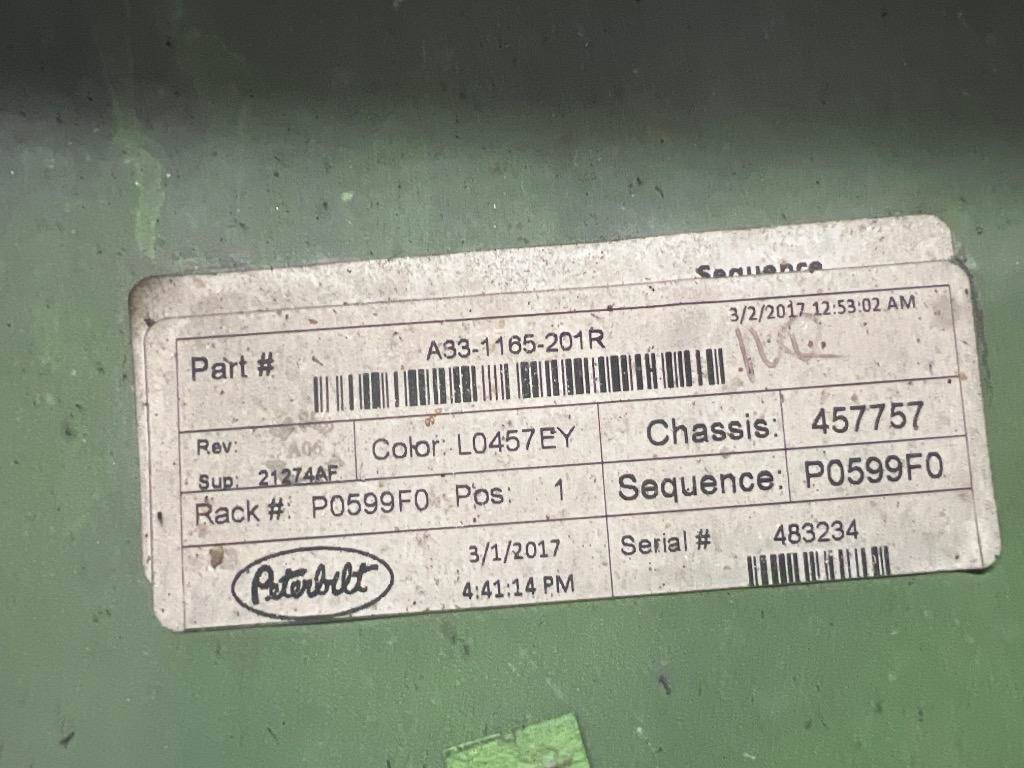 Sequence
3/2/2017 12:53:02 AM
Part # A33-1165-201R
Rev: A06
Sup: 21274AF
Color: L0457EY
Chassis: 457757
Rack #: P0599F0 Pos: 1
Sequence: P0599F0
Peterbilt
3/1/2017
4:41:14 PM
Serial # 483234